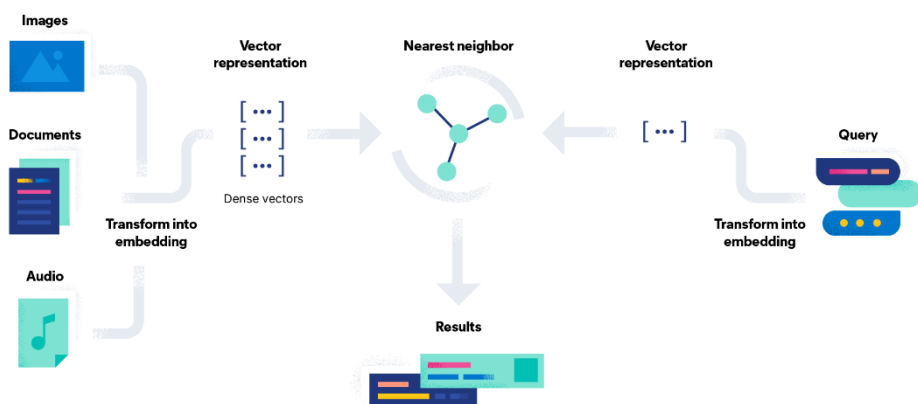 Images
Vector
representation
Nearest neighbor
Vector
representation
[ ••• ]
[ ••• ]
[ ••• ]
[ ••• ]
Documents
Query
Dense vectors
Transform into
embedding
Transform into
embedding
Audio
Results